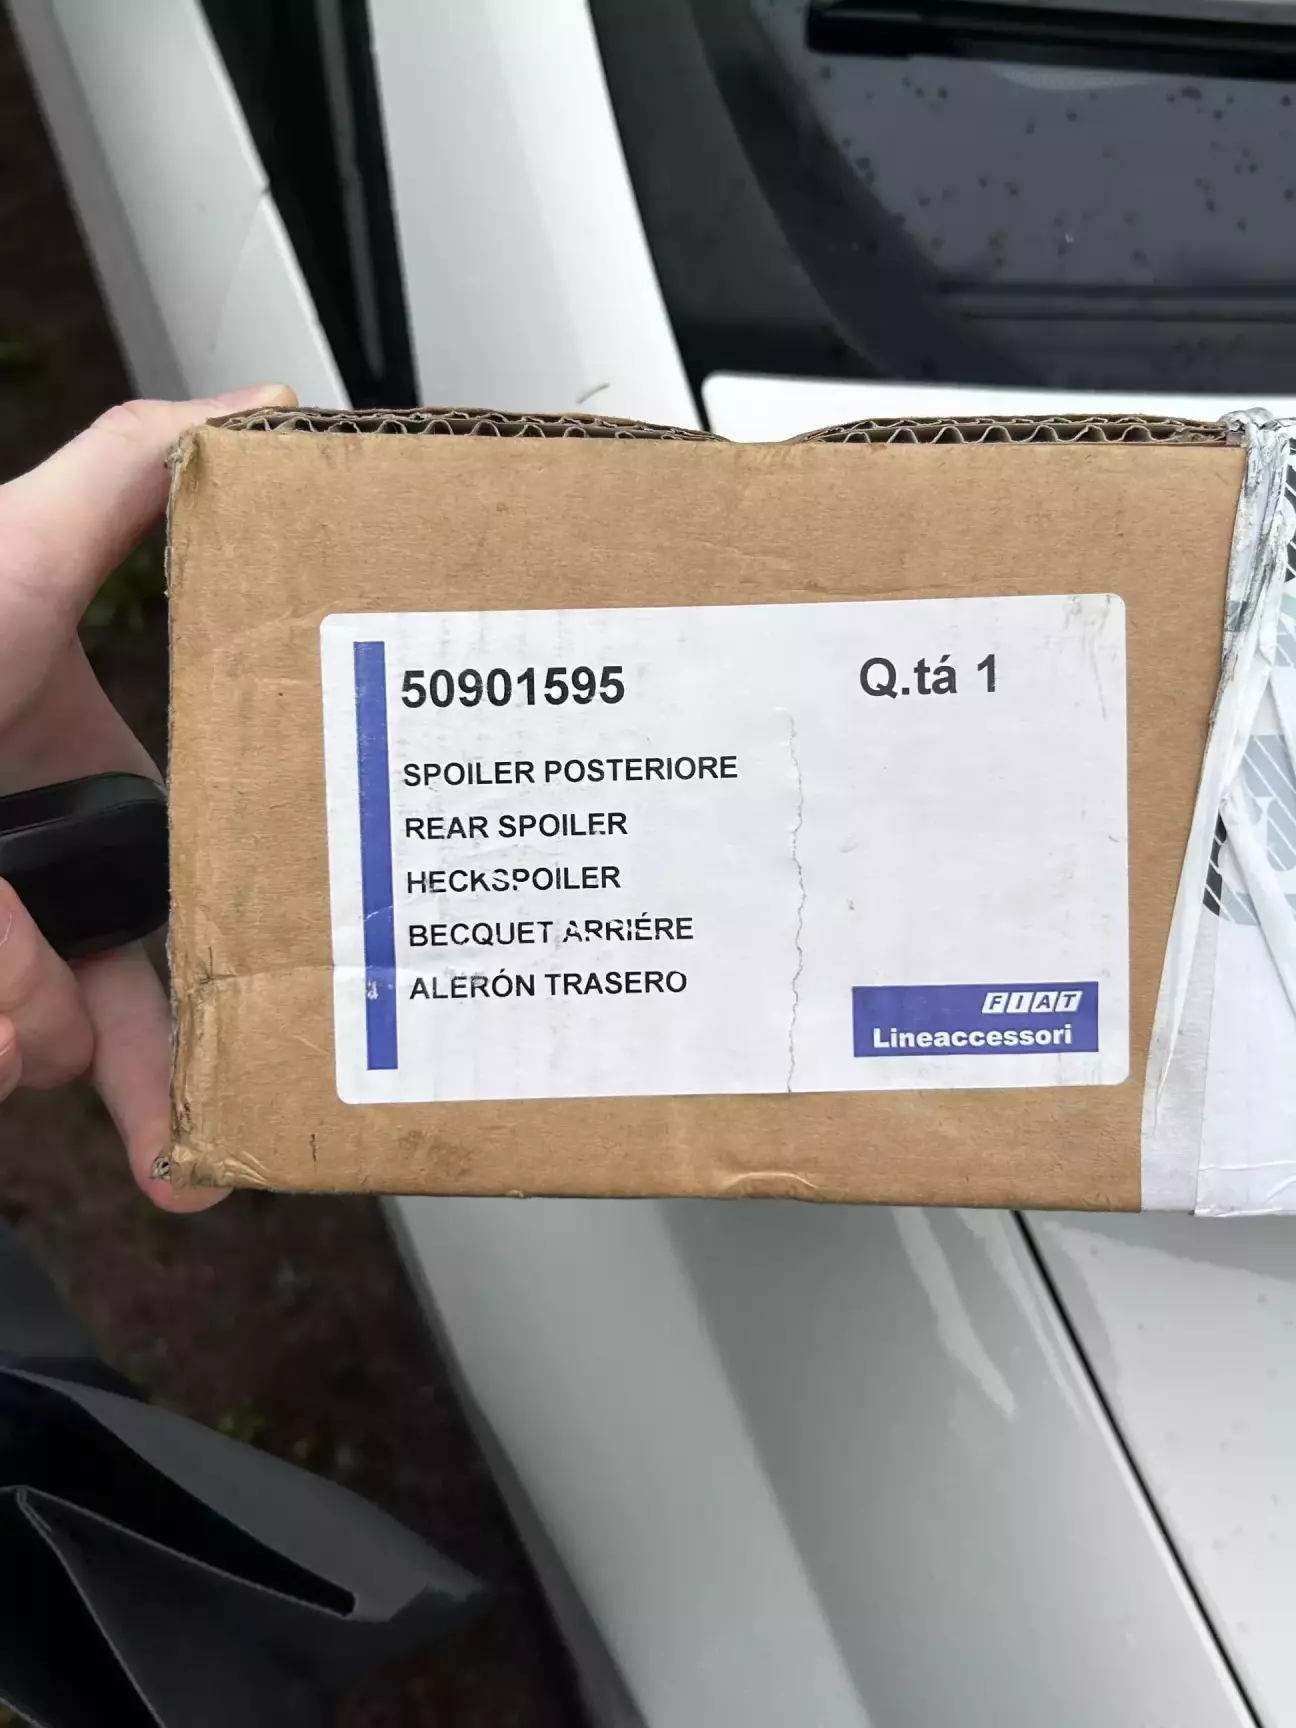 50901595
Q.tá 1
SPOILER POSTERIORE
REAR SPOILER
HECKSPOILER
BECQUET ARRIÉRE
ALERÓN TRASERO
FIAT
Lineaccessori